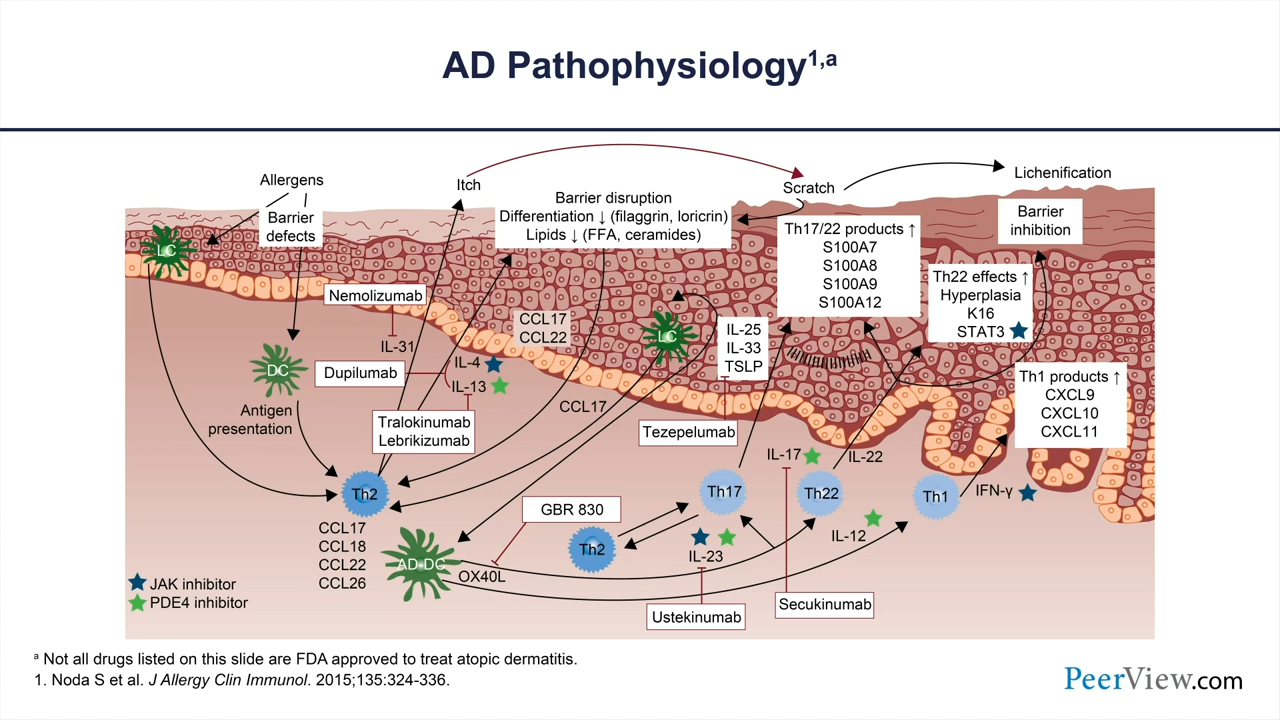 AD Pathophysiology1,a
Allergens
Itch
Scratch
Lichenification
Barrier
defects
Barrier disruption
Differentiation ↓ (filaggrin, loricrin)
Lipids ↓ (FFA, ceramides)
Th17/22 products ↑
S100A7
S100A8
S100A9
S100A12
Barrier
inhibition
LC
Th22 effects ↑
Hyperplasia
K16
STAT3
Nemolizumab
IL-31
CCL17
CCL22
LC
IL-25
IL-33
TSLP
DC
Dupilumab
IL-4
IL-13
Th1 products ↑
CXCL9
CXCL10
CXCL11
Antigen
presentation
Tralokinumab
Lebrikizumab
CCL17
Tezepelumab
IL-17
IL-22
Th2
Th17
Th22
Th1
IFN-γ
GBR 830
CCL17
CCL18
CCL22
CCL26
AD-DC
OX40L
Th2
IL-23
IL-12
JAK inhibitor
PDE4 inhibitor
Ustekinumab
Secukinumab
a Not all drugs listed on this slide are FDA approved to treat atopic dermatitis.
1. Noda S et al. J Allergy Clin Immunol. 2015;135:324-336.
PeerView.com